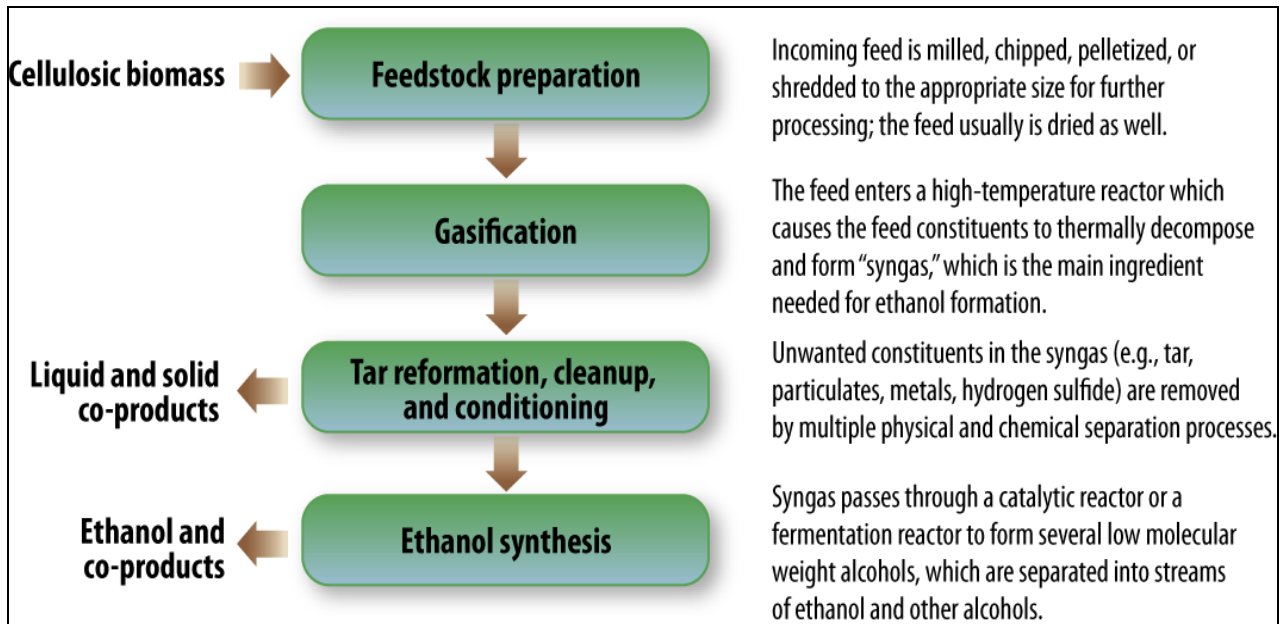 Cellulosic biomass
Feedstock preparation
Incoming feed is milled, chipped, pelletized, or
shredded to the appropriate size for further
processing; the feed usually is dried as well.
Gasification
The feed enters a high-temperature reactor which
causes the feed constituents to thermally decompose
and form “syngas,” which is the main ingredient
needed for ethanol formation.
Liquid and solid
co-products
Tar reformation, cleanup,
and conditioning
Unwanted constituents in the syngas (e.g., tar,
particulates, metals, hydrogen sulfide) are removed
by multiple physical and chemical separation processes.
Ethanol and
co-products
Ethanol synthesis
Syngas passes through a catalytic reactor or a
fermentation reactor to form several low molecular
weight alcohols, which are separated into streams
of ethanol and other alcohols.